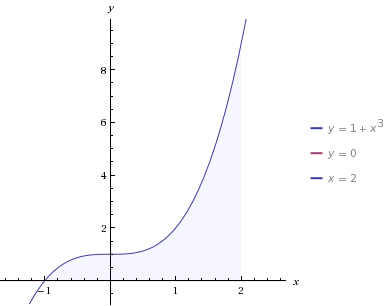 y
8
6
4
2
-1
1
2
x
y = 1 + x³
y = 0
x = 2